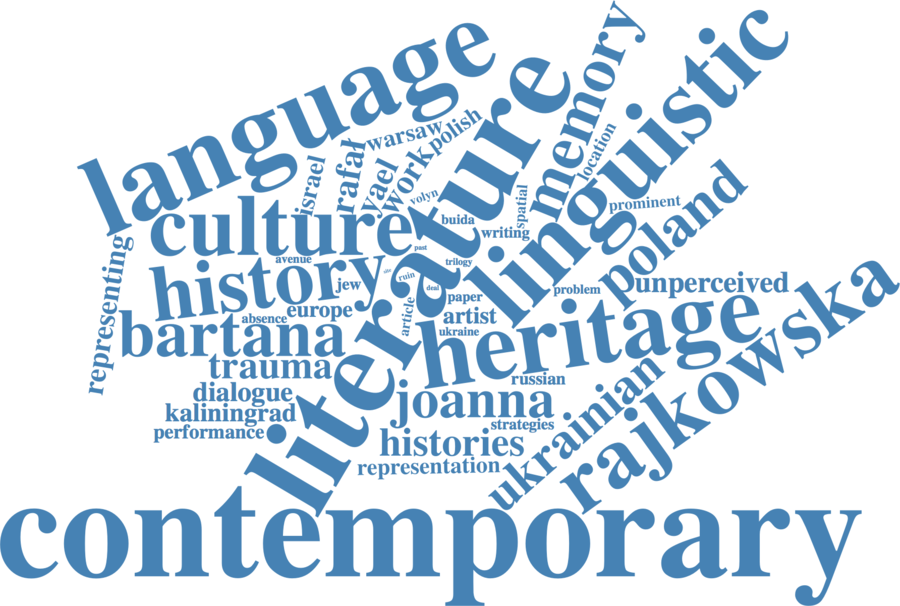 language
memory
linguistic
literature
warsaw
polish
location
israel
rafał
yael
work
volyn
spatial
prominent
poland
culture
buida
writing
past
representing
avenue
trilogy
history
jew
site
ruin
deal
paper
problem
unperceived
rajkowska
absence
europe
article
artist
ukraine
heritage
bartana
trauma
russian
dialogue
joanna
ukrainian
kaliningrad
strategies
performance
●
histories
representation
contemporary